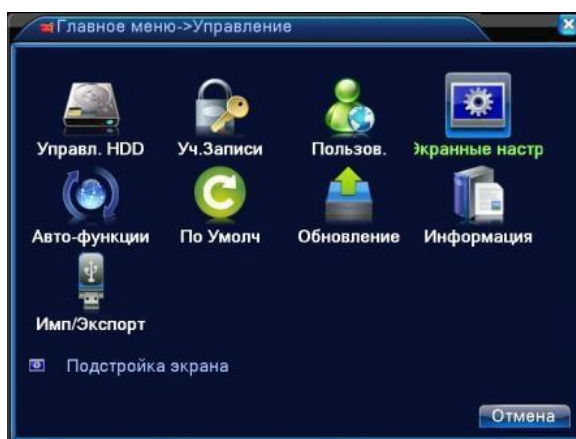 Главное меню->Управление
Управл. HDD Уч.Записи Пользов. Экранные настр
Авто-функции По Умолч Обновление Информация
Имп/Экспорт
Подстройка экрана
Отмена